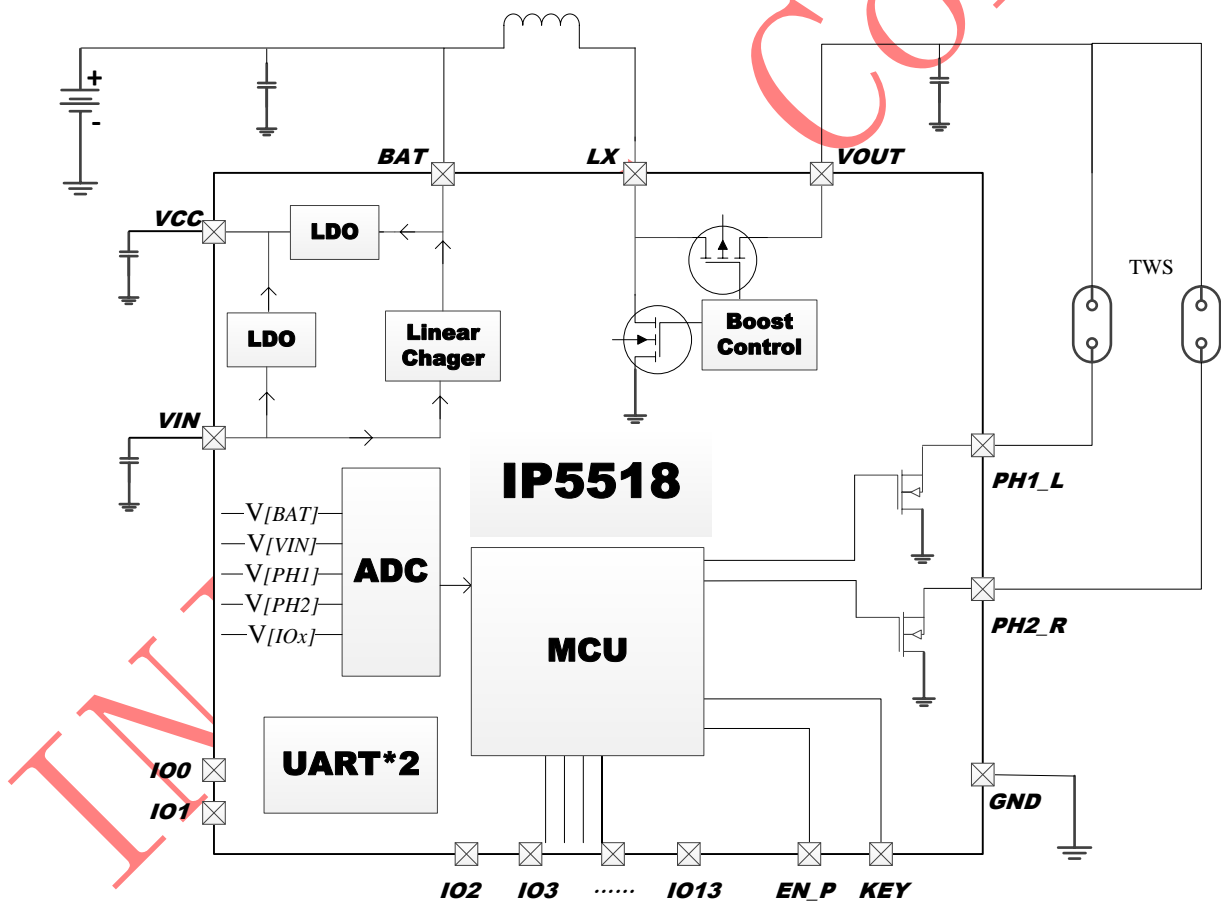 +
-
BAT
LX
VOUT
VCC
LDO
LDO
Linear
Chager
Boost
Control
TWS
VIN
IP5518
PH1_L
V[BAT]
V[VIN]
V[PH1]
V[PH2]
V[IOx]
ADC
MCU
PH2_R
UART*2
IO0
IO1
GND
IO2
IO3
......
IO13
EN_P
KEY